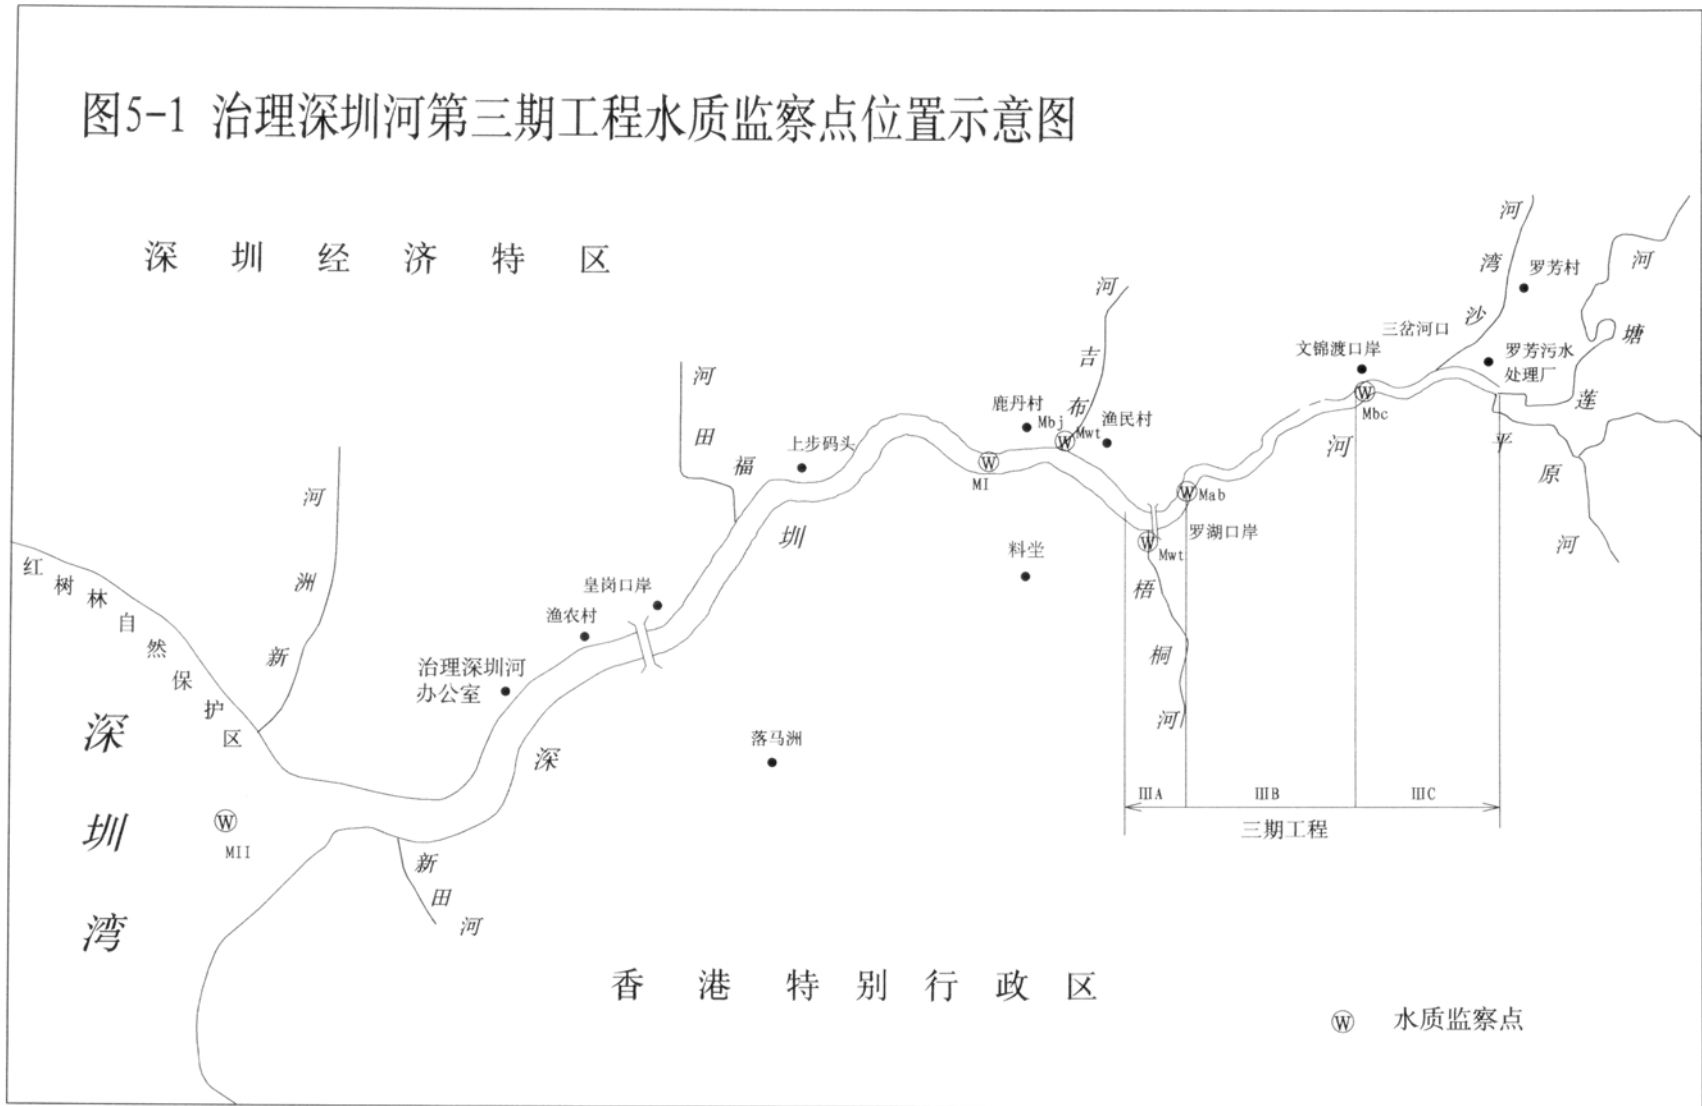 图5-1 治理深圳河第三期工程水质监察点位置示意图
深圳经济特区
河湾沙
罗芳村
河塘莲
三岔河口
文锦渡口岸
罗芳污水
处理厂
河吉布
河田福
鹿丹村
Mbj
Mwt
渔民村
上步码头
MI
Mbc
平原河
Mab
罗湖口岸
Mwt
料坣
梧桐河
河洲新
红树林自然保护区
皇岗口岸
渔农村
治理深圳河
办公室
落马洲
深圳河
深圳湾
MII
新田河
IIIA
IIIB
IIIC
三期工程
香港特别行政区
W 水质监察点